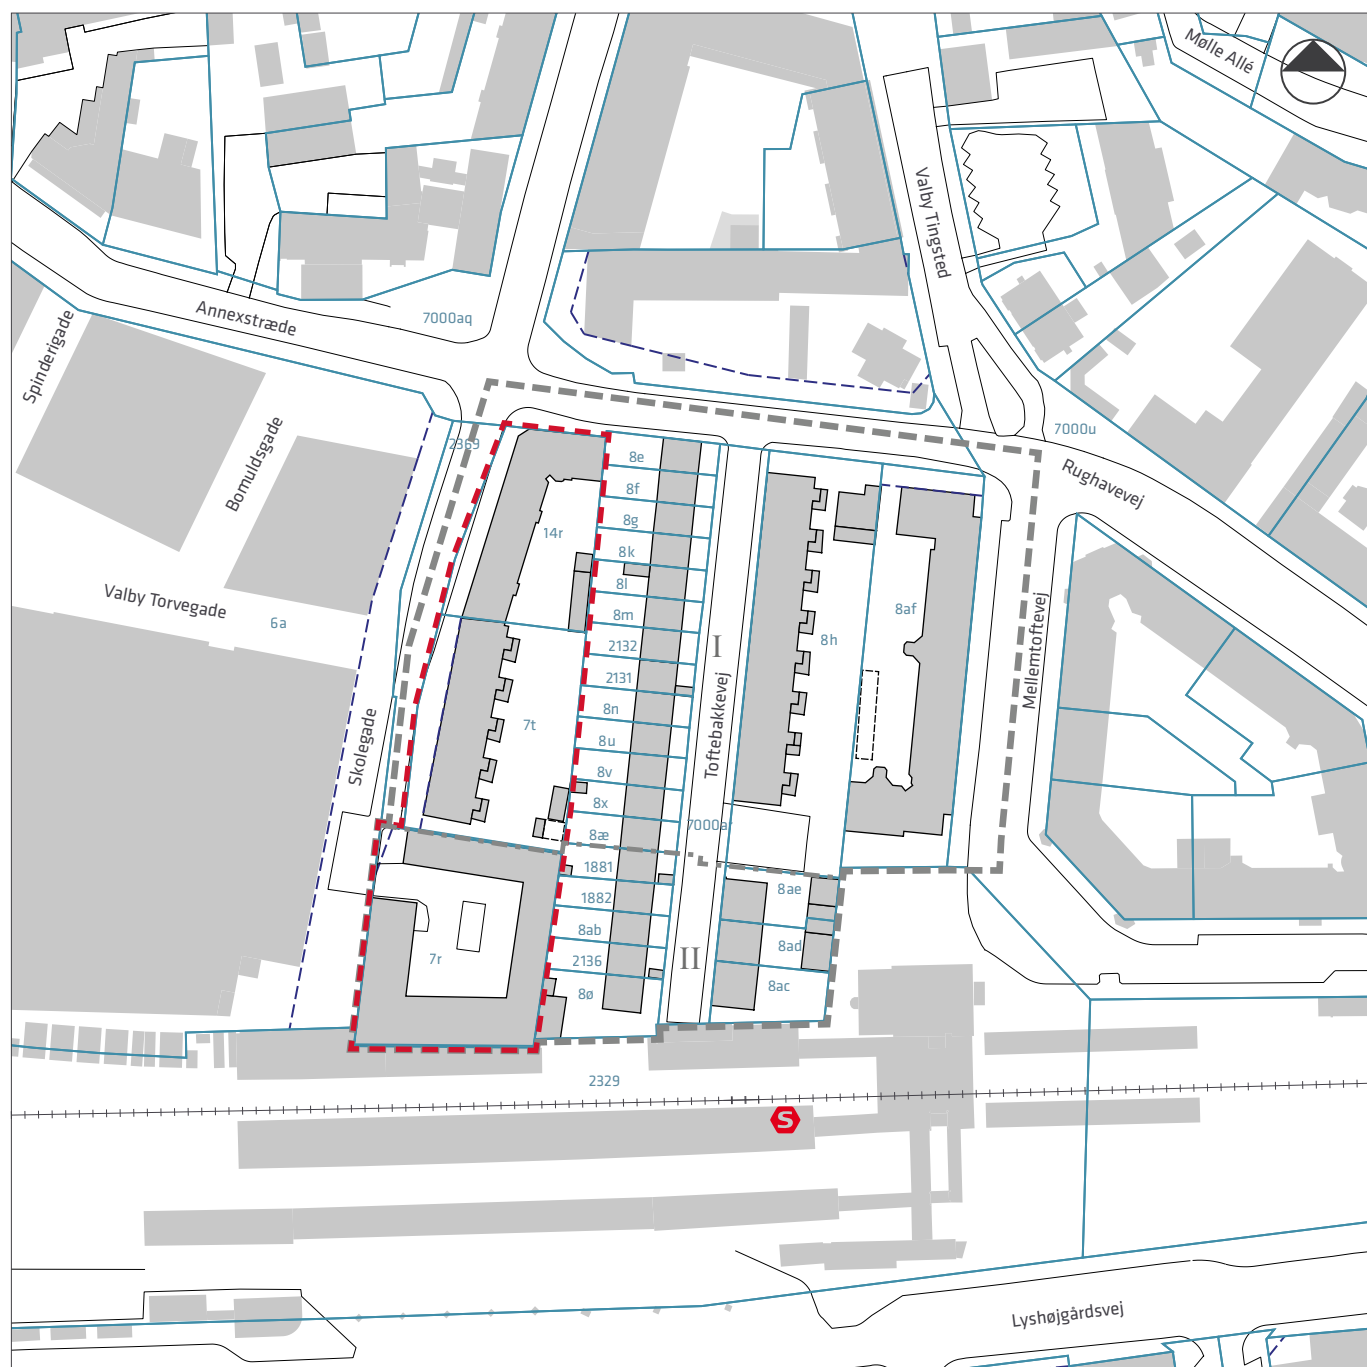 Mølle Allé
Valby Tingsted
Annexstræde
7000aq
Spinderigade
Bomuldsgade
2369
7000u
Rughavevej
8e
8f
8g
14r
8k
8l
8m
8af
Valby Torvegade
6a
2132
I
8h
Mellemtoftevej
2131
Toftebakkevej
8n
7t
8u
Skolegade
8v
8x
7000a
8æ
1881
8ae
1882
8ab
8ad
7r
2136
II
8ø
8ac
2329
S
Lyshøjgårdsvej